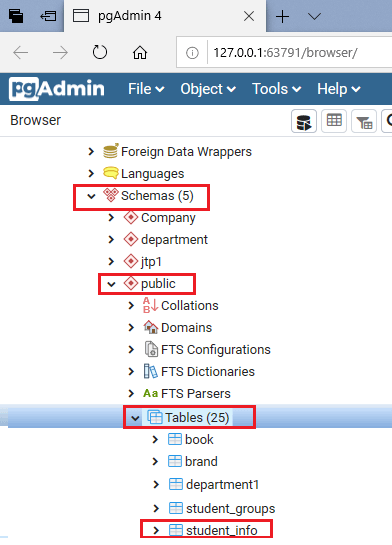 pgAdmin 4
127.0.0.1:63791/browser/
pgAdmin File Object Tools Help
Browser
Foreign Data Wrappers
Languages
Schemas (5)
Company
department
jtp1
public
Collations
Domains
FTS Configurations
FTS Dictionaries
Aa FTS Parsers
Tables (25)
book
brand
department1
student_groups
student_info